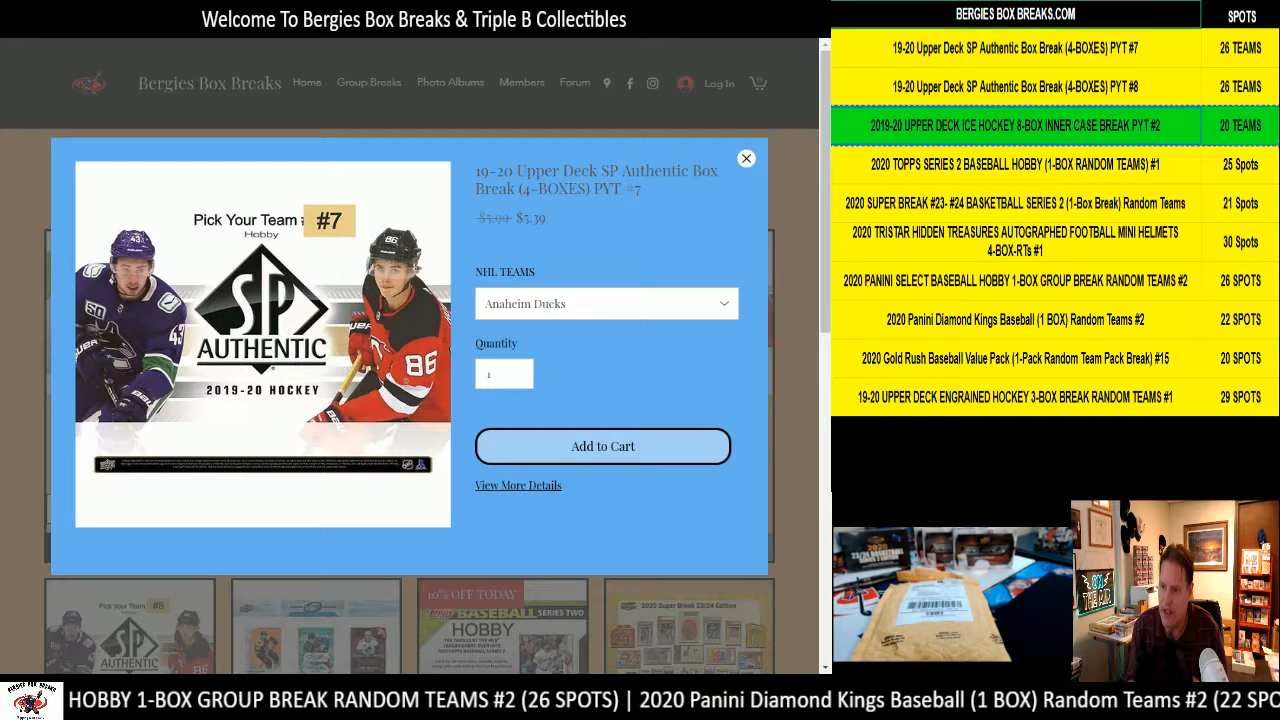 Welcome To Bergies Box Breaks & Triple B Collectibles
Bergies Box Breaks
Home
Group Breaks
Photo Albums
Members
Forum
Log In
Pick Your Team #
#7
Hobby
SP
AUTHENTIC
2019-20 HOCKEY
19-20 Upper Deck SP Authentic Box
Break (4-BOXES) PYT #7
$5.99 $5.39
NHL TEAMS
Anaheim Ducks
Quantity
1
Add to Cart
View More Details
Pick Your Team #8
Hobby
SP
AUTHENTIC
10% OFF TODAY
BASEBALL SERIES TWO
HOBBY
2020 Super Break 23/24 Edition
BERGIES BOX BREAKS.COM SPOTS
19-20 Upper Deck SP Authentic Box Break (4-BOXES) PYT #7 26 TEAMS
19-20 Upper Deck SP Authentic Box Break (4-BOXES) PYT #8 26 TEAMS
2019-20 UPPER DECK ICE HOCKEY 8-BOX INNER CASE BREAK PYT #2 20 TEAMS
2020 TOPPS SERIES 2 BASEBALL HOBBY (1-BOX RANDOM TEAMS) #1 25 Spots
2020 SUPER BREAK #23- #24 BASKETBALL SERIES 2 (1-Box Break) Random Teams 21 Spots
2020 TRISTAR HIDDEN TREASURES AUTOGRAPHED FOOTBALL MINI HELMETS
4-BOX-RTs #1 30 Spots
2020 PANINI SELECT BASEBALL HOBBY 1-BOX GROUP BREAK RANDOM TEAMS #2 26 SPOTS
2020 Panini Diamond Kings Baseball (1 BOX) Random Teams #2 22 SPOTS
2020 Gold Rush Baseball Value Pack (1-Pack Random Team Pack Break) #15 20 SPOTS
19-20 UPPER DECK ENGRAINED HOCKEY 3-BOX BREAK RANDOM TEAMS #1 29 SPOTS
2020
23/24 BASKETBALL
THE AIR
HOBBY 1-BOX GROUP BREAK RANDOM TEAMS #2 (26 SPOTS) | 2020 Panini Diamond Kings Baseball (1 BOX) Random Teams #2 (22 SPO